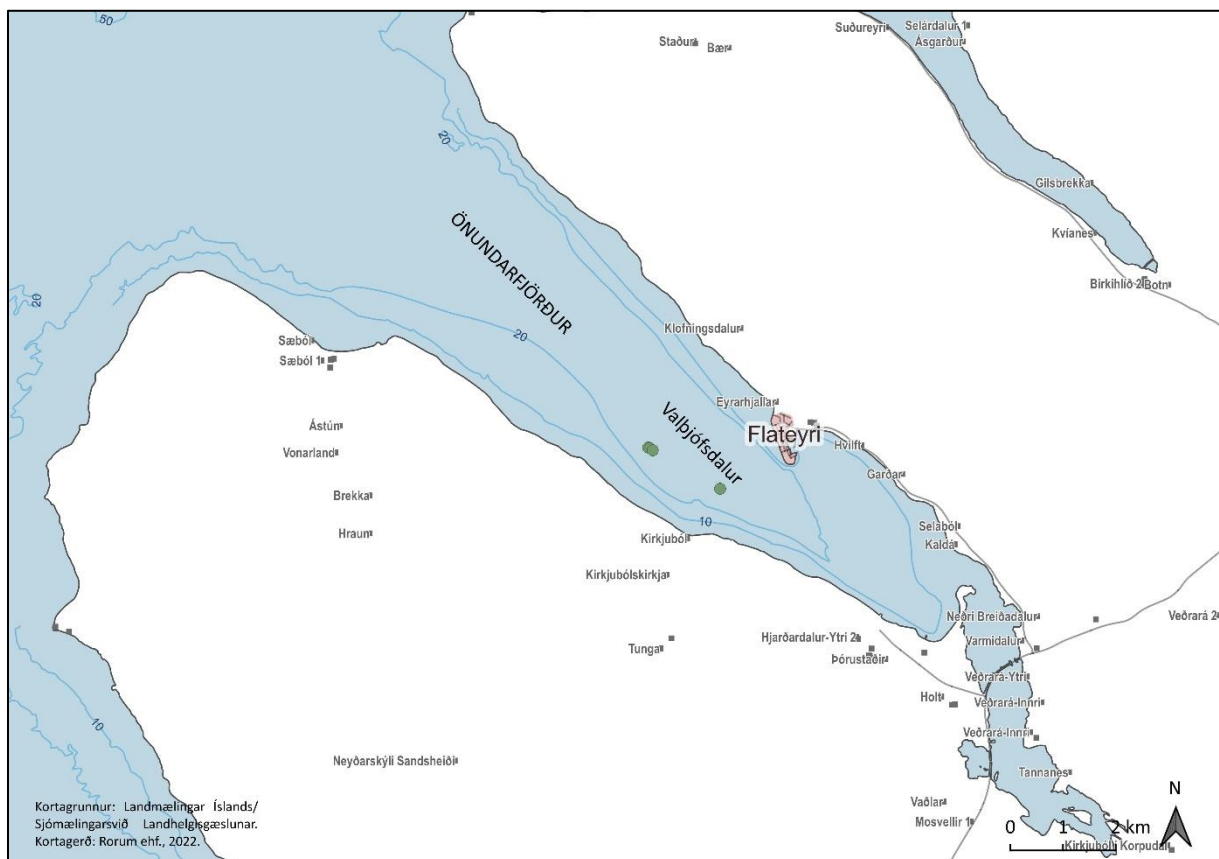 50
Suðureyri
Selárdalur 1
Ásgarður
Staður
Bær
20
Gilsbrekka
Kvíanes
Birkihlíð 2
Botn
ÖNUNDARFJÖRÐUR
20
20
Klofningsdalur
Sæból
Sæból 1
Eyrarhjallar
Valþjófsdalur
Flateyri
Hvilft
Ástún
Vonarland
Garðar
Brekka
Hraun
10
Selaból
Kaldá
Kirkjuból
Kirkjubólskirkja
Neðri Breiðadalur
Veðrará 2
Tunga
Hjarðardalur-Ytri 2
Varmidalur
Þórustaðir
Veðrará-Ytri
Holt
Veðrará-Innri
10
Veðrará-Innri
Neyðarskýli Sandsheiði
Tannanes
N
Vaðlar
Mosvellir 1
Kortagrunnur: Landmælingar Íslands/
Sjómælingarsvið Landhelgisgæslunar.
Kortagerð: Rorum ehf., 2022.
0 1 2 km
Kirkjuból í Korpudal